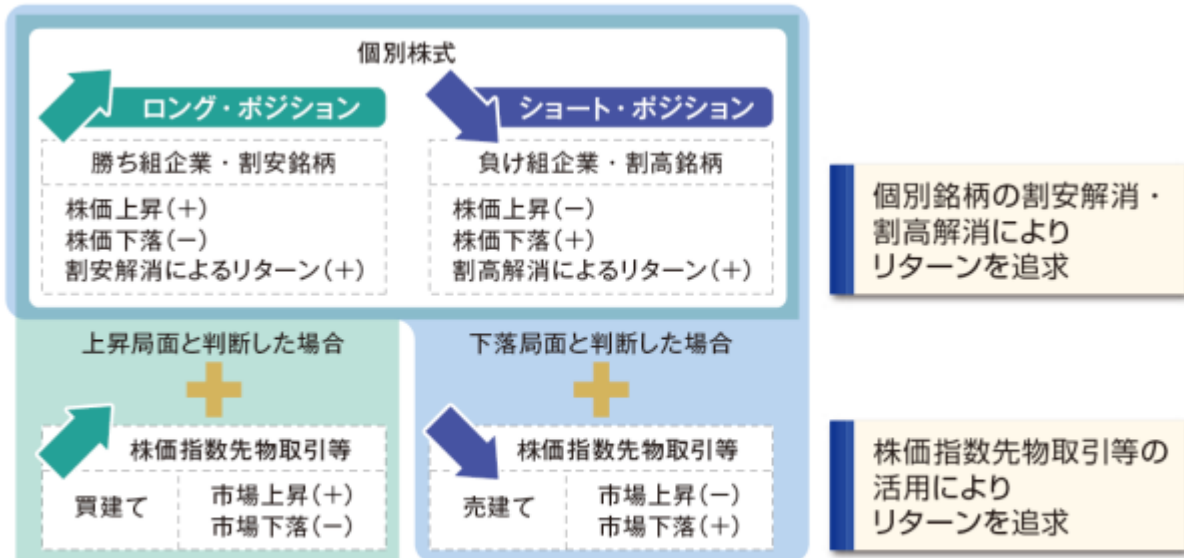 個別株式
ロング・ポジション
勝ち組企業・割安銘柄
株価上昇(+)
株価下落(−)
割安解消によるリターン(+)
ショート・ポジション
負け組企業・割高銘柄
株価上昇(−)
株価下落(+)
割高解消によるリターン(+)
個別銘柄の割安解消・
割高解消により
リターンを追求
上昇局面と判断した場合
株価指数先物取引等
買建て
市場上昇(+)
市場下落(−)
下落局面と判断した場合
株価指数先物取引等
売建て
市場上昇(−)
市場下落(+)
株価指数先物取引等の
活用により
リターンを追求